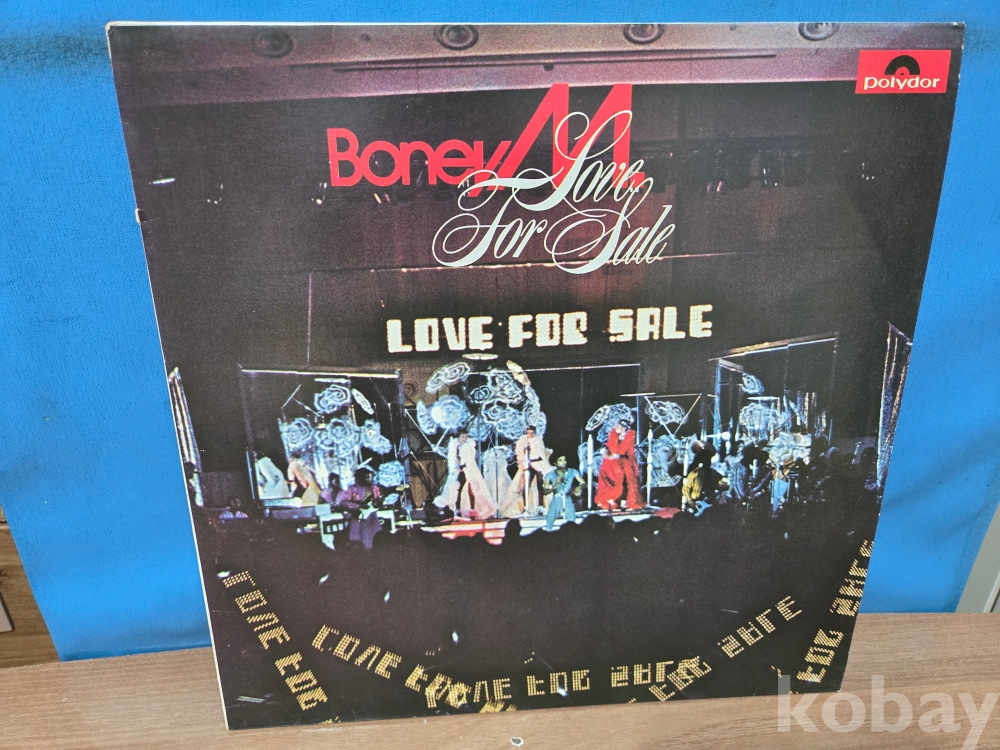 polydor
Boney M.
Love
For Sale
LOVE FOR SALE
kobay